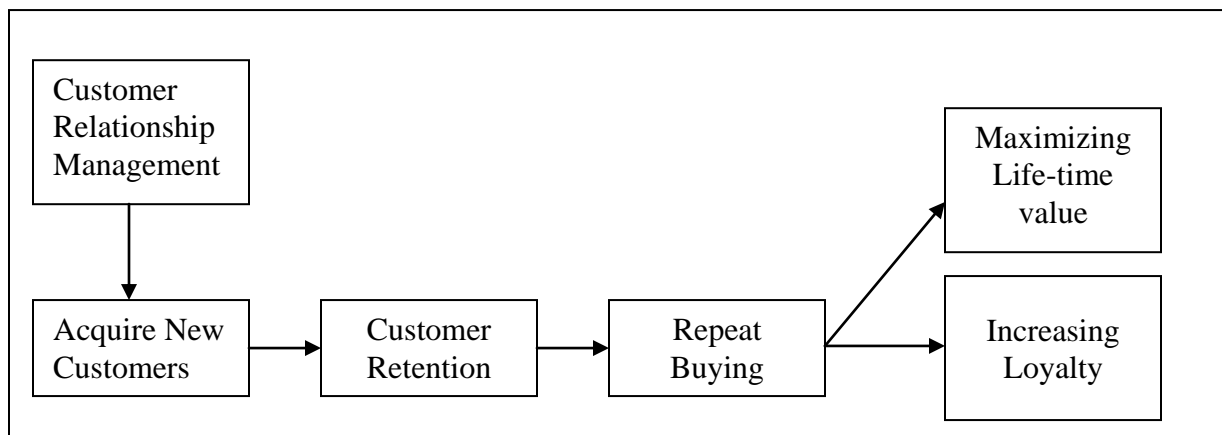 Customer
Relationship
Management
Acquire New
Customers
Customer
Retention
Repeat
Buying
Maximizing
Life-time
value
Increasing
Loyalty